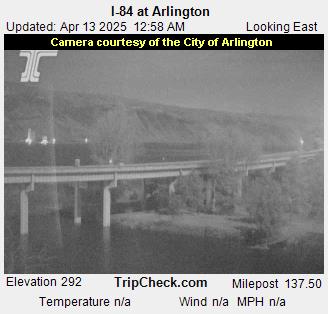 I-84 at Arlington
Updated: Apr 13 2025 12:58 AM Looking East
Camera courtesy of the City of Arlington
Elevation 292 TripCheck.com Milepost 137.50
Temperature n/a Wind n/a MPH n/a